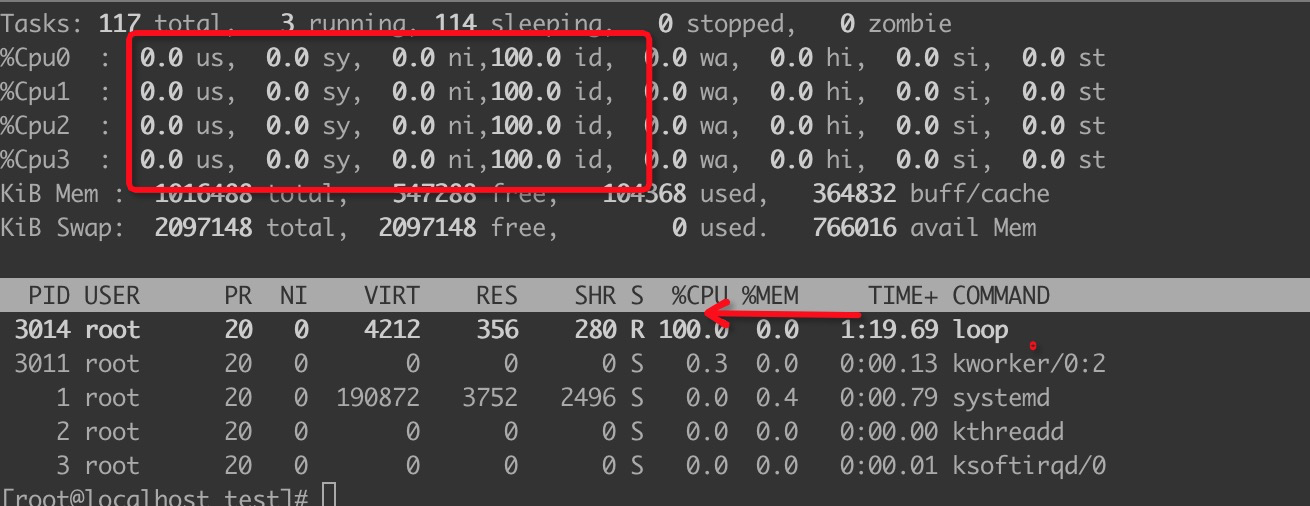 Tasks: 117 total,   3 running, 114 sleeping,   0 stopped,   0 zombie
%Cpu0  :  0.0 us,  0.0 sy,  0.0 ni,100.0 id,  0.0 wa,  0.0 hi,  0.0 si,  0.0 st
%Cpu1  :  0.0 us,  0.0 sy,  0.0 ni,100.0 id,  0.0 wa,  0.0 hi,  0.0 si,  0.0 st
%Cpu2  :  0.0 us,  0.0 sy,  0.0 ni,100.0 id,  0.0 wa,  0.0 hi,  0.0 si,  0.0 st
%Cpu3  :  0.0 us,  0.0 sy,  0.0 ni,100.0 id,  0.0 wa,  0.0 hi,  0.0 si,  0.0 st
KiB Mem :  1016488 total,   547288 free,   104368 used,   364832 buff/cache
KiB Swap:  2097148 total,  2097148 free,        0 used.   766016 avail Mem
PID USER      PR  NI    VIRT    RES    SHR S  %CPU %MEM     TIME+ COMMAND
3014 root      20   0    4212    356    280 R 100.0  0.0   1:19.69 loop
3011 root      20   0       0      0      0 S   0.3  0.0   0:00.13 kworker/0:2
1 root      20   0  190872   3752   2496 S   0.0  0.4   0:00.79 systemd
2 root      20   0       0      0      0 S   0.0  0.0   0:00.00 kthreadd
3 root      20   0       0      0      0 S   0.0  0.0   0:00.01 ksoftirqd/0
[root@localhost test]#